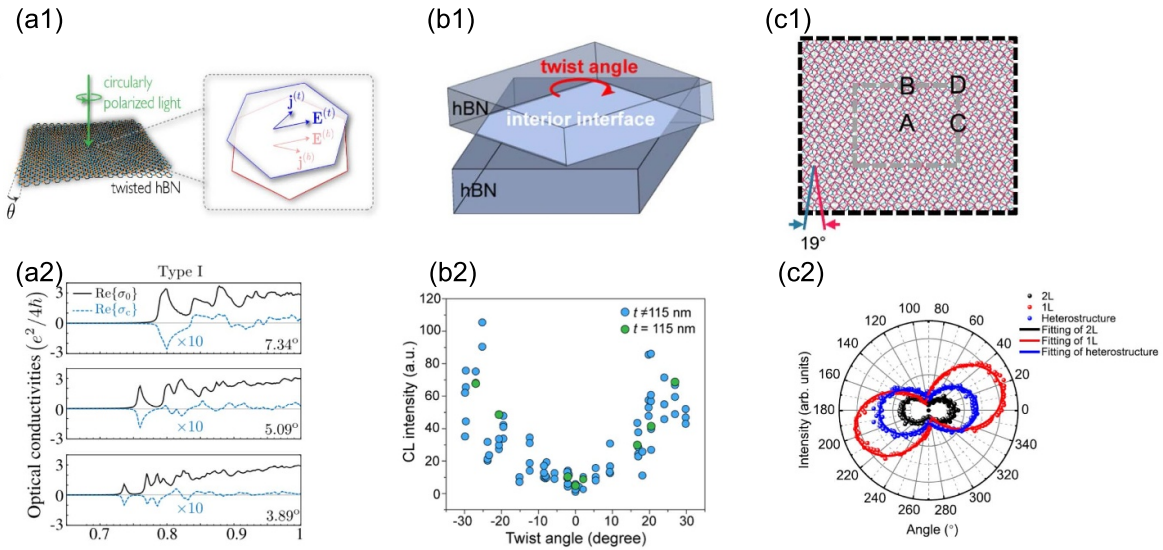 (a1)
circularly
polarized light
twisted hBN
θ
j(t)
E(t)
E(b)
j(b)
(b1)
twist angle
hBN
interior interface
hBN
(c1)
B
D
A
C
19°
(a2)
Type I
Optical conductivities (e²/4ℏ)
3
0
-3
Re{σ₀}
Re{σc}
×10
7.34°
3
0
-3
×10
5.09°
3
0
-3
×10
3.89°
0.7
0.8
0.9
1
(b2)
CL intensity (a.u.)
120
100
80
60
40
20
0
t ≠115 nm
t = 115 nm
-30
-20
-10
0
10
20
30
Twist angle (degree)
(c2)
Intensity (arb. units)
100
80
120
60
140
40
160
20
180
0
200
340
220
320
240
300
260
280
2L
1L
Heterostructure
Fitting of 2L
Fitting of 1L
Fitting of heterostructure
Angle (°)